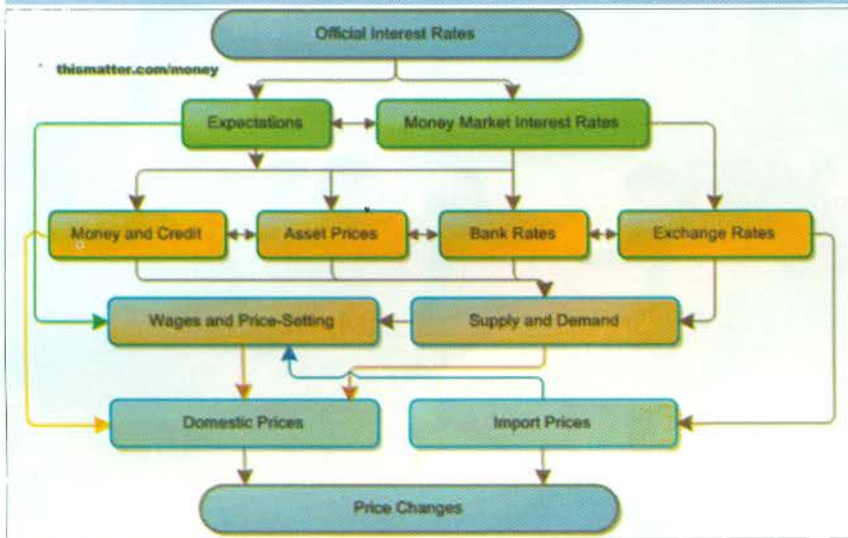 Official Interest Rates
thismatter.com/money
Expectations
Money Market Interest Rates
Money and Credit
Asset Prices
Bank Rates
Exchange Rates
Wages and Price-Setting
Supply and Demand
Domestic Prices
Import Prices
Price Changes